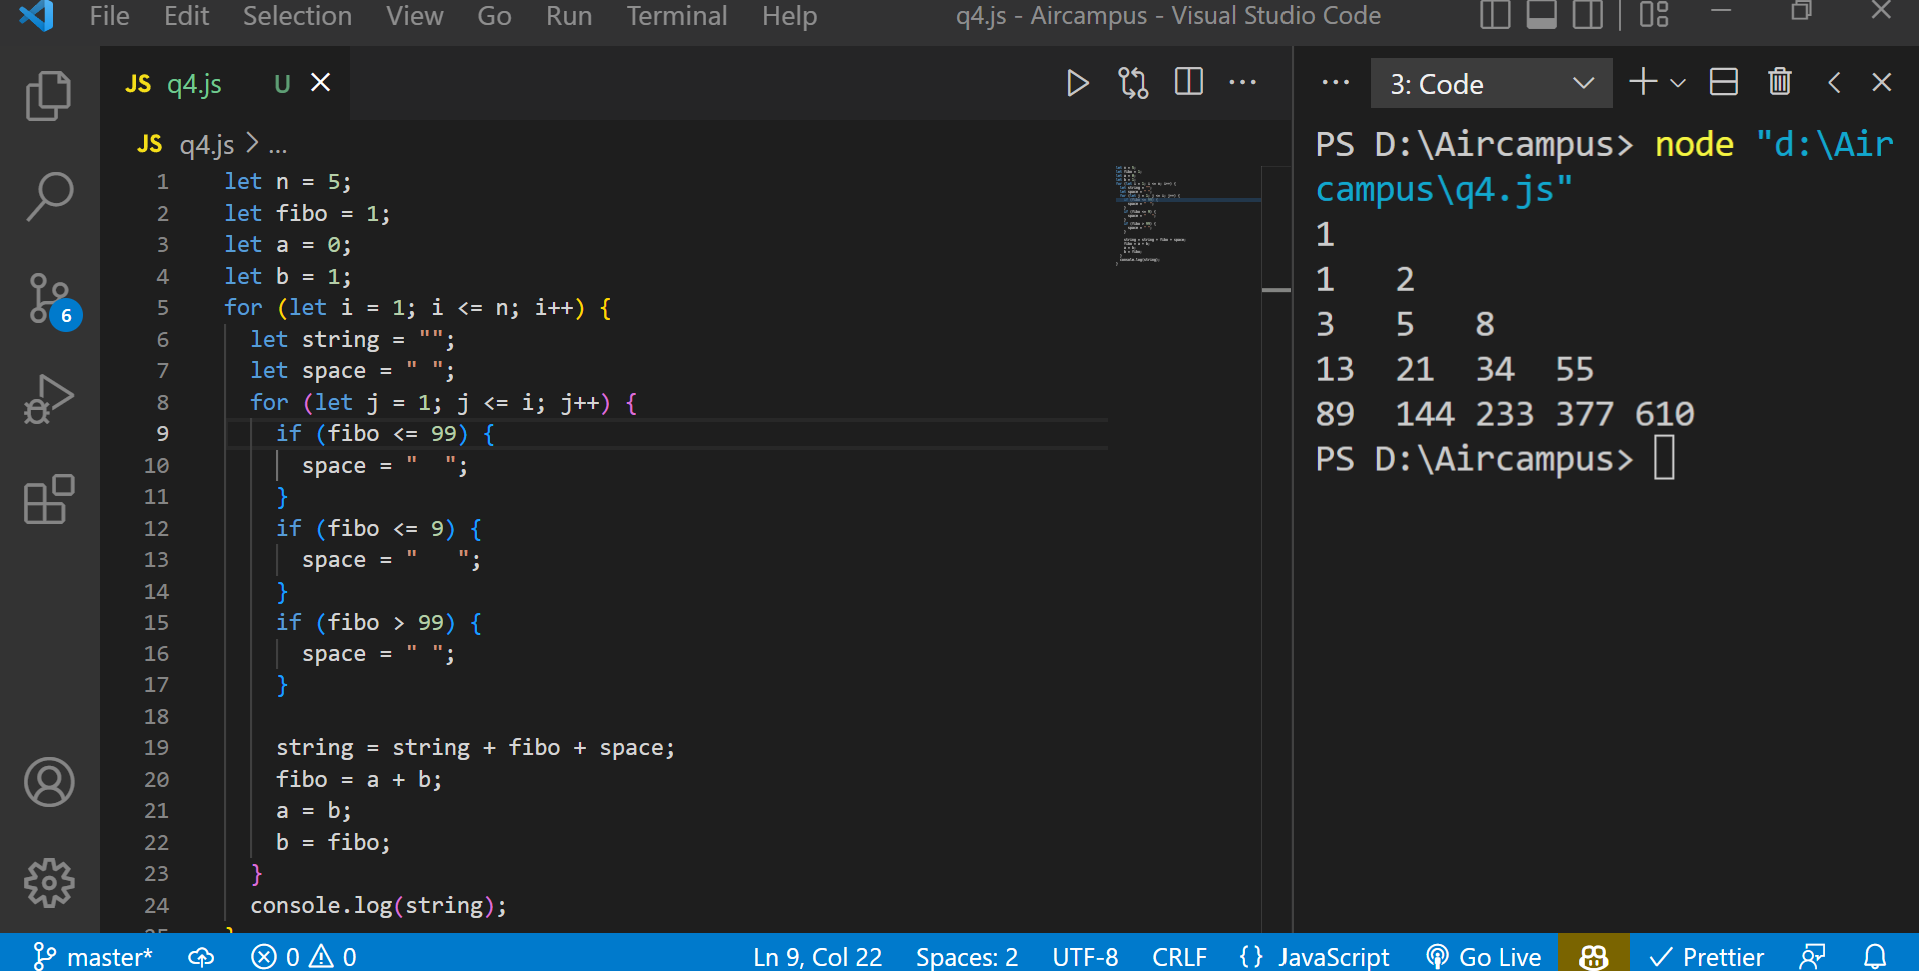 File Edit Selection View Go Run Terminal Help q4.js - Aircampus - Visual Studio Code
JS q4.js U
JS q4.js > ...
1 let n = 5;
2 let fibo = 1;
3 let a = 0;
4 let b = 1;
5 for (let i = 1; i <= n; i++) {
6   let string = "";
7   let space = " ";
8   for (let j = 1; j <= i; j++) {
9     if (fibo <= 99) {
10       space = "  ";
11     }
12     if (fibo <= 9) {
13       space = "   ";
14     }
15     if (fibo > 99) {
16       space = " ";
17     }
18
19     string = string + fibo + space;
20     fibo = a + b;
21     a = b;
22     b = fibo;
23   }
24   console.log(string);
6
... 3: Code
PS D:\Aircampus> node "d:\Air
campus\q4.js"
1
1   2
3   5   8
13  21  34  55
89  144 233 377 610
PS D:\Aircampus>
master* 0 0 Ln 9, Col 22 Spaces: 2 UTF-8 CRLF {} JavaScript Go Live Prettier